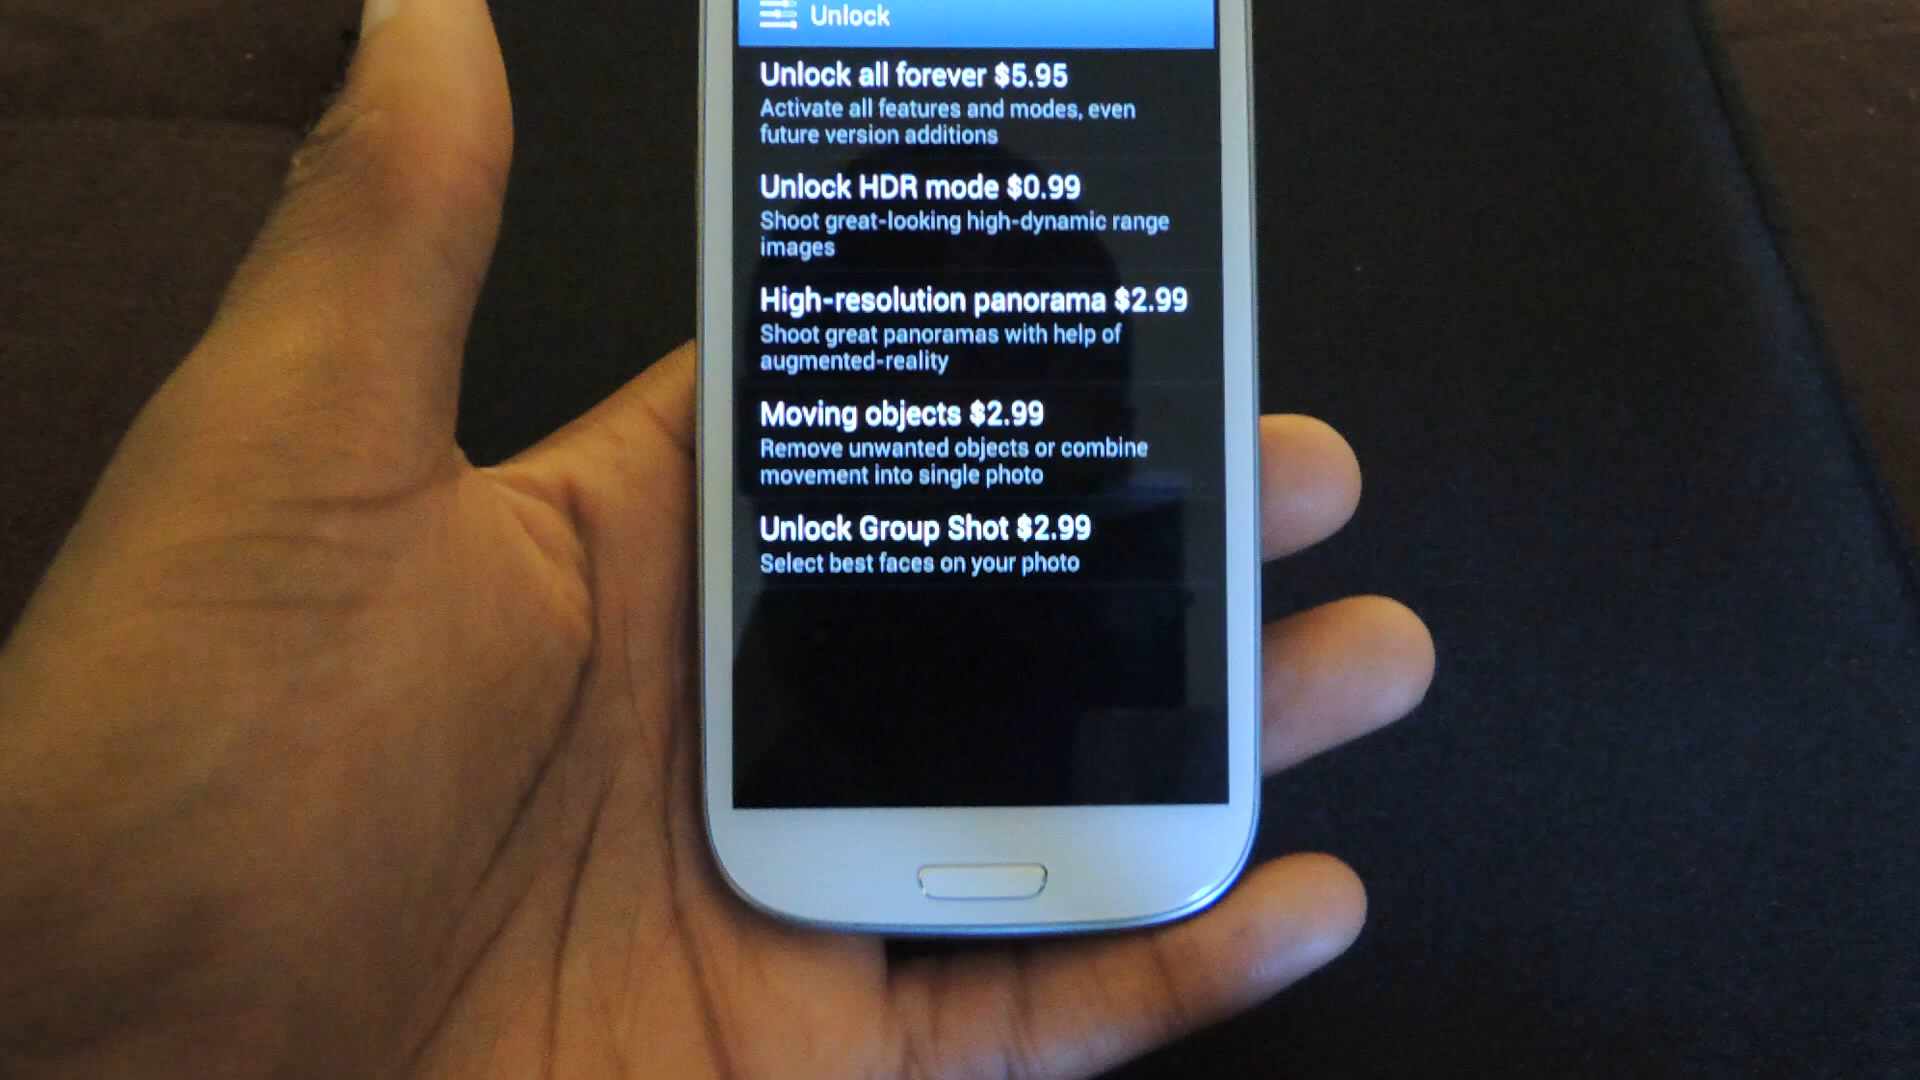 Unlock
Unlock all forever $5.95
Activate all features and modes, even
future version additions
Unlock HDR mode $0.99
Shoot great-looking high-dynamic range
images
High-resolution panorama $2.99
Shoot great panoramas with help of
augmented-reality
Moving objects $2.99
Remove unwanted objects or combine
movement into single photo
Unlock Group Shot $2.99
Select best faces on your photo